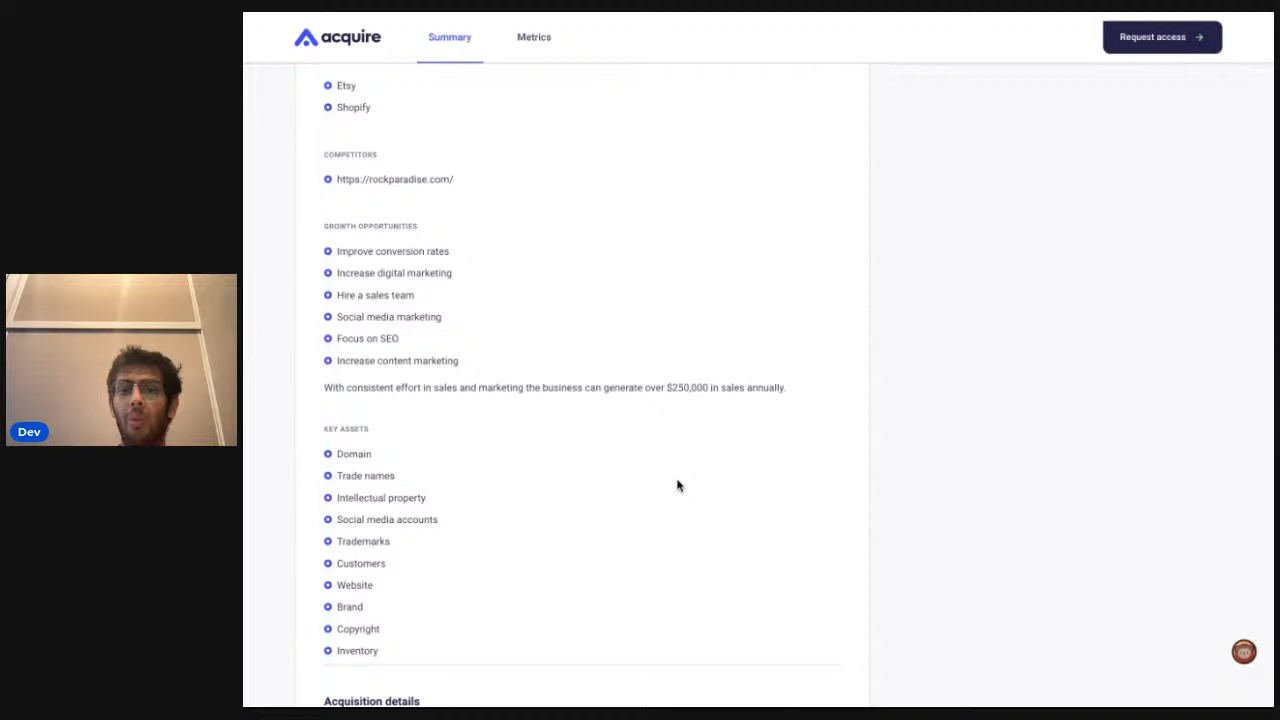 acquire
Summary
Metrics
Request access
Etsy
Shopify
COMPETITORS
https://rockparadise.com/
GROWTH OPPORTUNITIES
Improve conversion rates
Increase digital marketing
Hire a sales team
Social media marketing
Focus on SEO
Increase content marketing
With consistent effort in sales and marketing the business can generate over $250,000 in sales annually.
KEY ASSETS
Domain
Trade names
Intellectual property
Social media accounts
Trademarks
Customers
Website
Brand
Copyright
Inventory
Acquisition details
Dev